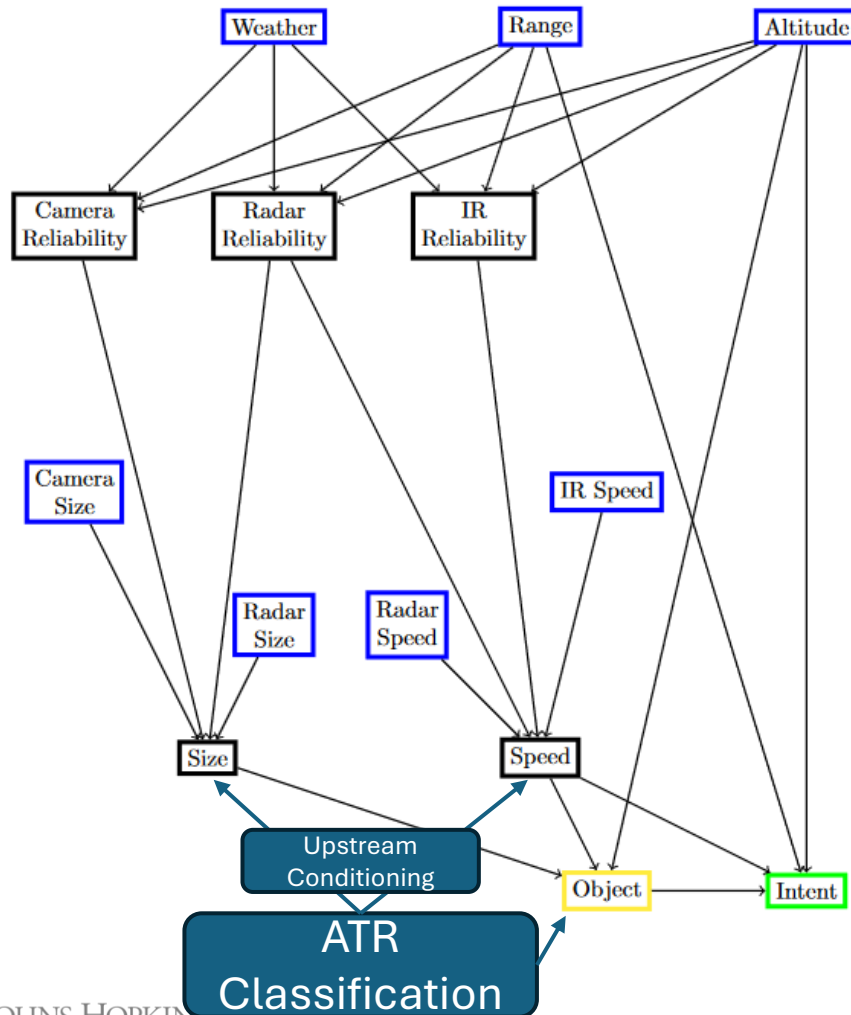 Weather
Range
Altitude
Camera
Reliability
Radar
Reliability
IR
Reliability
Camera
Size
IR Speed
Radar
Size
Radar
Speed
Size
Speed
Upstream
Conditioning
Object
Intent
ATR
Classification